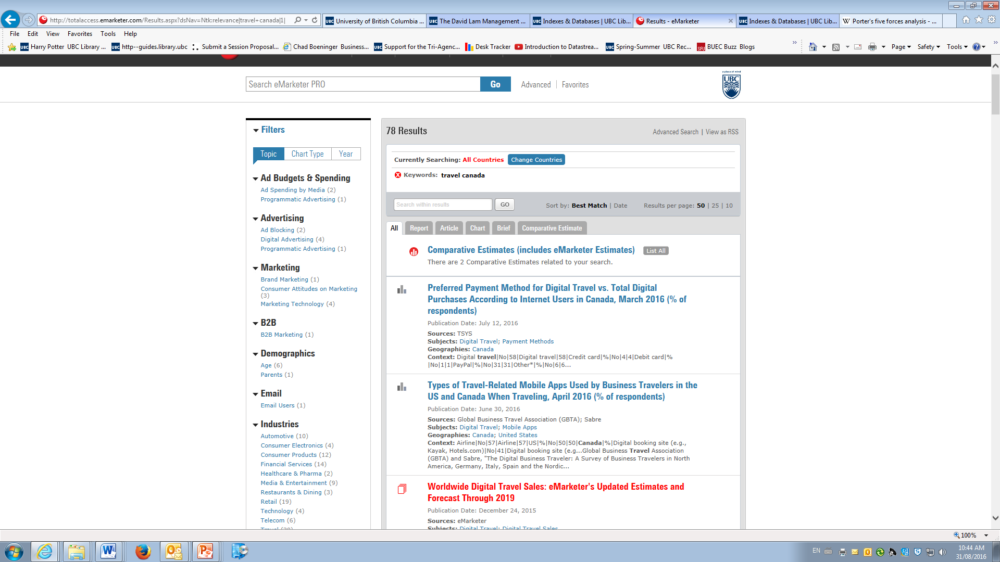 http://totalaccess.emarketer.com/Results.aspx?dsNav=Ntk:relevance|travel+canada|1|
UBC University of British Columbia ...
UBC The David Lam Management ...
UBC Indexes & Databases | UBC Lib...
Results - eMarketer
UBC Indexes & Databases | UBC Lib...
W Porter's five forces analysis - ...
File Edit View Favorites Tools Help
UBC Harry Potter UBC Library ...
UBC http--guides.library.ubc
Submit a Session Proposal...
Chad Boeninger Business...
UBC Support for the Tri-Agenc...
Desk Tracker
Introduction to Datastrea...
UBC Spring-Summer UBC Rec...
SFU BUEC Buzz Blogs
Page Safety Tools
Search eMarketer PRO
Go
Advanced | Favorites
a place of mind
UBC
Filters
Topic Chart Type Year
Ad Budgets & Spending
Ad Spending by Media (2)
Programmatic Advertising (1)
Advertising
Ad Blocking (2)
Digital Advertising (4)
Programmatic Advertising (1)
Marketing
Brand Marketing (1)
Consumer Attitudes on Marketing
(3)
Marketing Technology (4)
B2B
B2B Marketing (1)
Demographics
Age (6)
Parents (1)
Email
Email Users (1)
Industries
Automotive (10)
Consumer Electronics (4)
Consumer Products (12)
Financial Services (14)
Healthcare & Pharma (2)
Media & Entertainment (9)
Restaurants & Dining (3)
Retail (19)
Technology (4)
Telecom (6)
78 Results
Advanced Search | View as RSS
Currently Searching: All Countries Change Countries
Keywords: travel canada
Search within results GO
Sort by: Best Match | Date
Results per page: 50 | 25 | 10
All Report Article Chart Brief Comparative Estimate
Comparative Estimates (includes eMarketer Estimates) List All
There are 2 Comparative Estimates related to your search.
Preferred Payment Method for Digital Travel vs. Total Digital
Purchases According to Internet Users in Canada, March 2016 (% of
respondents)
Publication Date: July 12, 2016
Sources: TSYS
Subjects: Digital Travel; Payment Methods
Geographies: Canada
Context: Digital travel|No|58|Digital travel|58|Credit card|%|No|4|4|Debit card|%
|No|1|1|PayPal|%|No|31|31|Other*|%|No|6|6...
Types of Travel-Related Mobile Apps Used by Business Travelers in the
US and Canada When Traveling, April 2016 (% of respondents)
Publication Date: June 30, 2016
Sources: Global Business Travel Association (GBTA); Sabre
Subjects: Digital Travel; Mobile Apps
Geographies: Canada; United States
Context: Airline|No|57|Airline|57|US|%|No|50|50|Canada|%|Digital booking site (e.g.,
Kayak, Hotels.com)|No|41|Digital booking site (e.g...Global Business Travel Association
(GBTA) and Sabre, "The Digital Business Traveler: A Survey of Business Travelers in North
America, Germany, Italy, Spain and the Nordic...
Worldwide Digital Travel Sales: eMarketer's Updated Estimates and
Forecast Through 2019
Publication Date: December 24, 2015
Sources: eMarketer
Subjects: Digital Travel; Digital Travel Sales
100%
EN
10:44 AM
31/08/2016